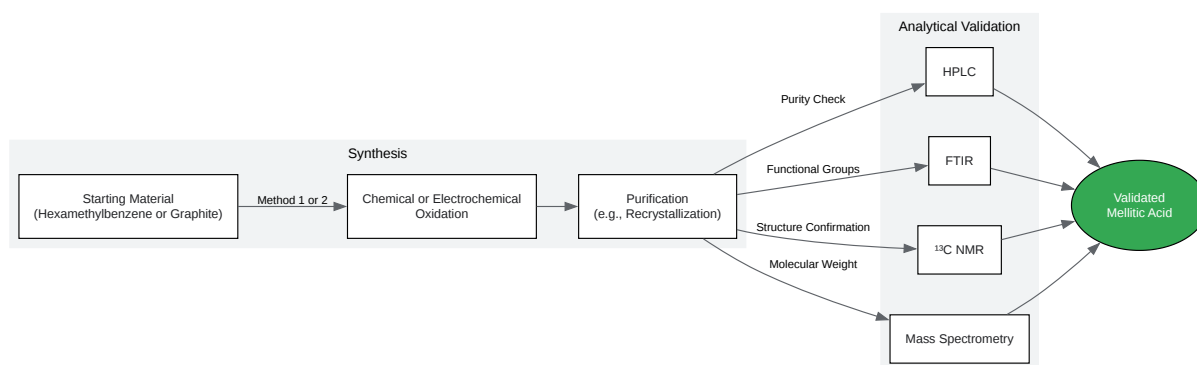 Analytical Validation
HPLC
Purity Check
Synthesis
Functional Groups
FTIR
Starting Material
(Hexamethylbenzene or Graphite)
Method 1 or 2
Chemical or Electrochemical
Oxidation
Purification
(e.g., Recrystallization)
Validated
Mellitic Acid
Structure Confirmation
¹³C NMR
Molecular Weight
Mass Spectrometry